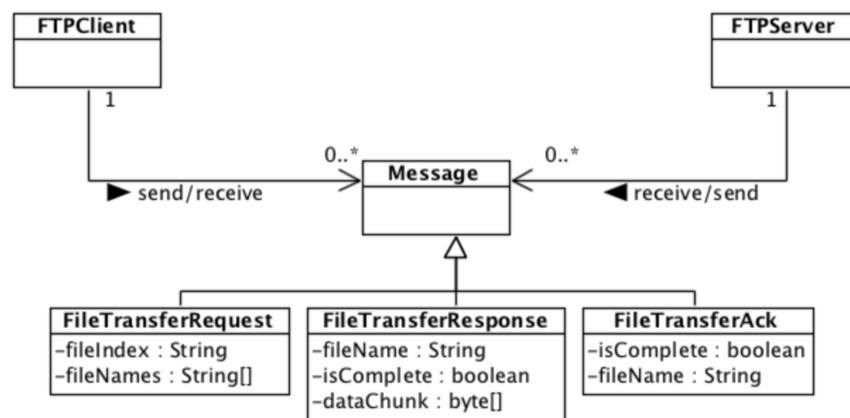 FTPClient
FTPServer
1
1
0..*
0..*
Message
send/receive
receive/send
FileTransferRequest
-fileIndex : String
-fileNames : String[]
FileTransferResponse
-fileName : String
-isComplete : boolean
-dataChunk : byte[]
FileTransferAck
-isComplete : boolean
-fileName : String